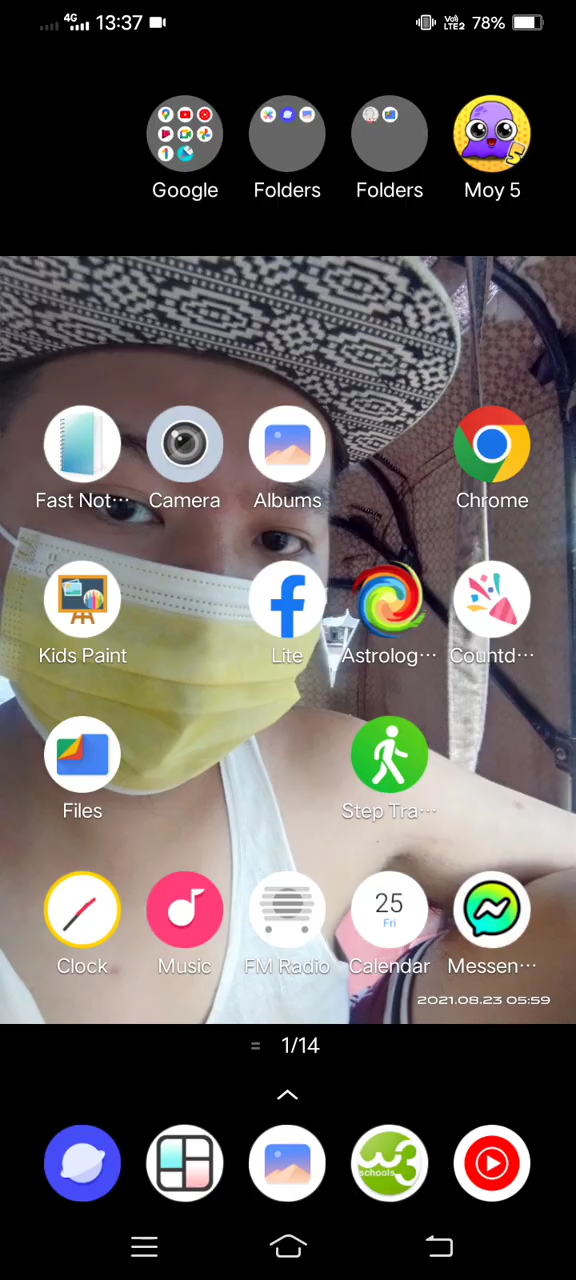 4G 13:37 VoLTE2 78%
Google Folders Folders Moy 5
Fast Not··· Camera Albums Chrome
Kids Paint Lite Astrolog··· Countd···
Files Step Tra···
25
Fri
Clock Music FM Radio Calendar Messen···
2021.08.23 05:59
1/14
w3
schools